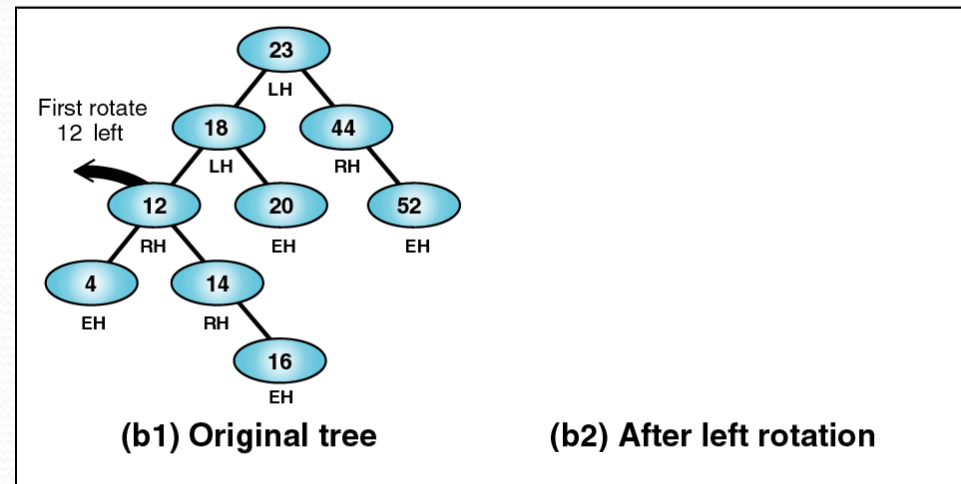 23
LH
First rotate
12 left
18
44
LH
RH
12
20
52
RH
EH
EH
4
14
EH
RH
16
EH
(b1) Original tree
(b2) After left rotation